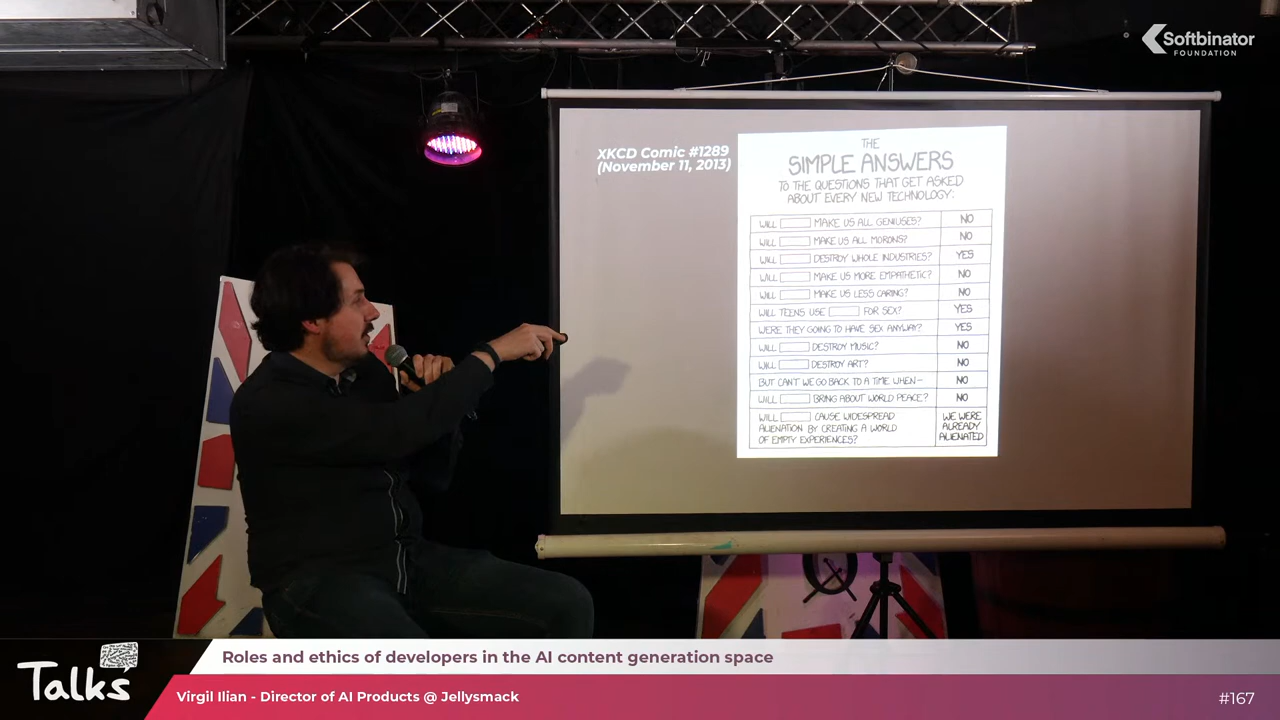 Softbinator
FOUNDATION
XKCD Comic #1289
(November 11, 2013)
THE
SIMPLE ANSWERS
TO THE QUESTIONS THAT GET ASKED
ABOUT EVERY NEW TECHNOLOGY:
WILL MAKE US ALL GENIUSES? NO
WILL MAKE US ALL MORONS? NO
WILL DESTROY WHOLE INDUSTRIES? YES
WILL MAKE US MORE EMPATHETIC? NO
WILL MAKE US LESS CARING? NO
WILL TEENS USE FOR SEX? YES
WERE THEY GOING TO HAVE SEX ANYWAY? YES
WILL DESTROY MUSIC? NO
WILL DESTROY ART? NO
BUT CAN'T WE GO BACK TO A TIME WHEN— NO
WILL BRING ABOUT WORLD PEACE? NO
WILL CAUSE WIDESPREAD
ALIENATION BY CREATING A WORLD
OF EMPTY EXPERIENCES?
WE WERE
ALREADY
ALIENATED
Talks
Roles and ethics of developers in the AI content generation space
Virgil Ilian - Director of AI Products @ Jellysmack
#167